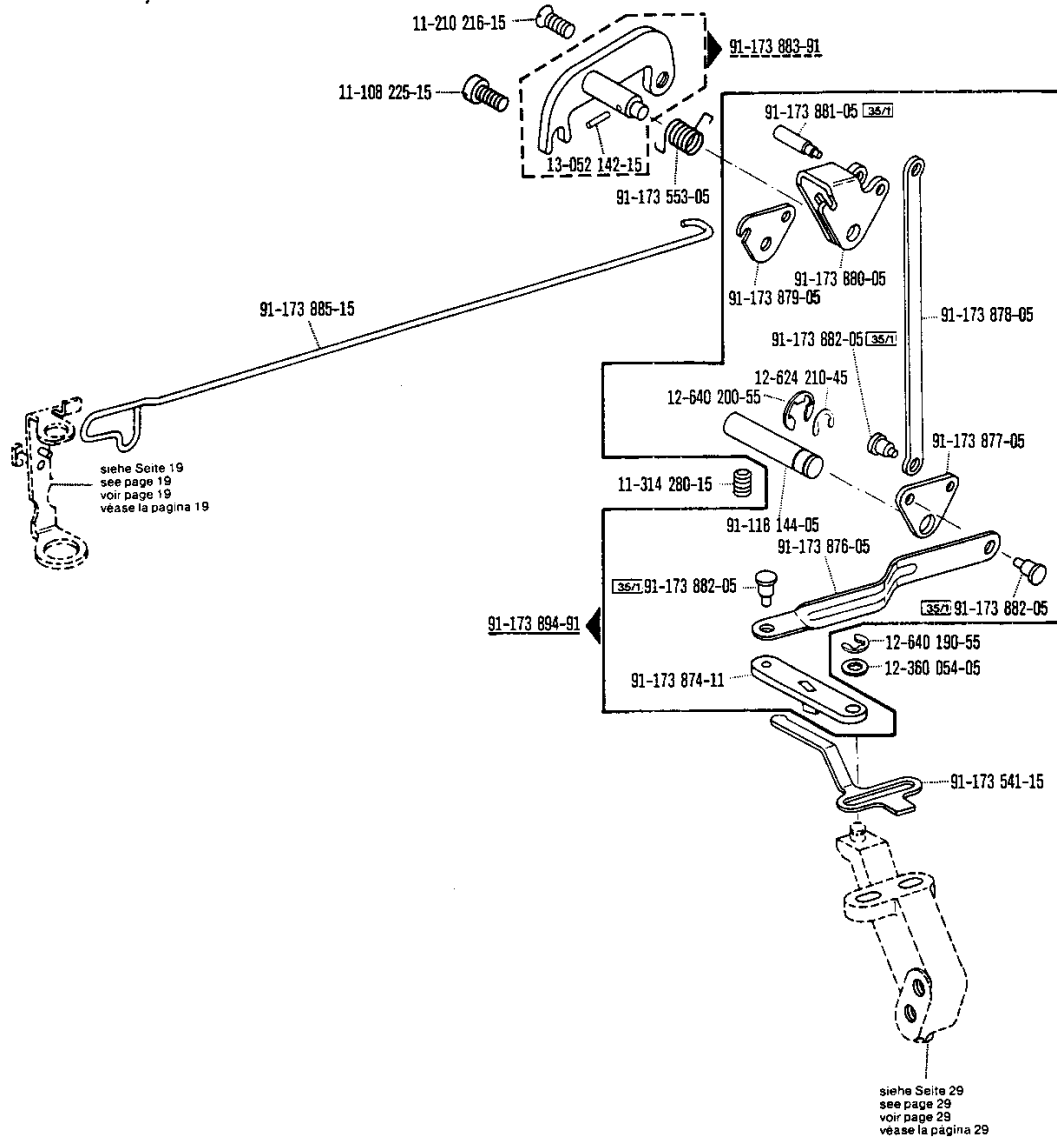 11-210 216-15
91-173 883-91
11-108 225-15
91-173 881-05 35/1
13-052 142-15
91-173 553-05
91-173 880-05
91-173 879-05
91-173 885-15
91-173 878-05
91-173 882-05 35/1
12-624 210-45
12-640 200-55
91-173 877-05
siehe Seite 19
see page 19
voir page 19
véase la página 19
11-314 280-15
91-118 144-05
91-173 876-05
35/1 91-173 882-05
35/1 91-173 882-05
91-173 894-91
12-640 190-55
12-360 054-05
91-173 874-11
91-173 541-15
siehe Seite 29
see page 29
voir page 29
véase la página 29